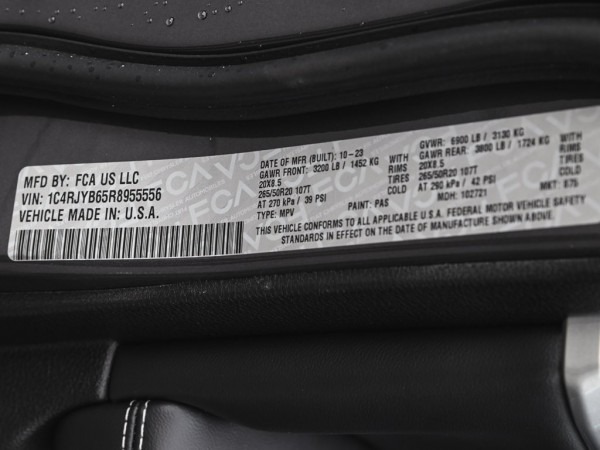 MFD BY: FCA US LLC
VIN: 1C4RJYB65R8955556
VEHICLE MADE IN: U.S.A.
DATE OF MFR (BUILT): 10-23
GAWR FRONT: 3200 LB / 1452 KG
20X8.5 RIMS
265/50R20 107T TIRES
AT 270 kPa / 39 PSI COLD
TYPE: MPV PAINT: PAS
GVWR: 6900 LB / 3130 KG
GAWR REAR: 3800 LB / 1724 KG
20X8.5 RIMS
265/50R20 107T TIRES
AT 290 kPa / 42 PSI COLD
MDH: 102721 MKT: B75
THIS VEHICLE CONFORMS TO ALL APPLICABLE U.S.A. FEDERAL MOTOR VEHICLE SAFETY
STANDARDS IN EFFECT ON THE DATE OF MANUFACTURE SHOWN ABOVE